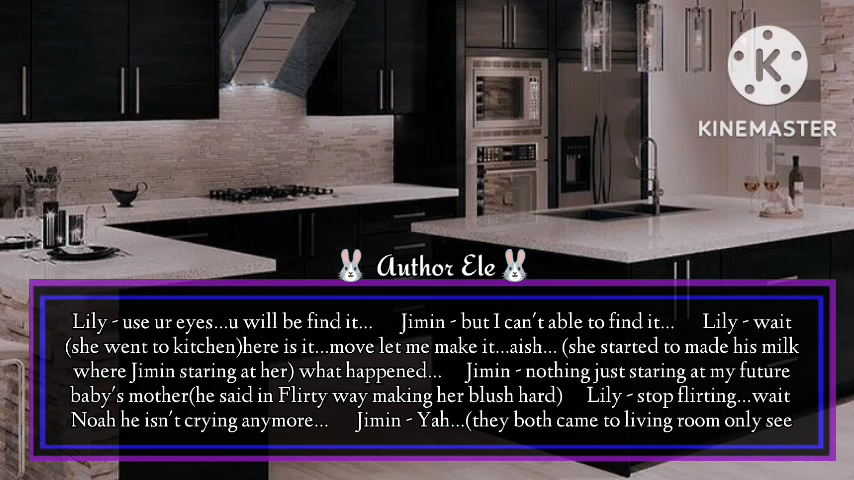 KINEMASTER
Author Ele
Lily - use ur eyes...u will be find it... Jimin - but I can't able to find it... Lily - wait
(she went to kitchen)here is it...move let me make it...aish... (she started to made his milk
where Jimin staring at her) what happened... Jimin - nothing just staring at my future
baby's mother(he said in Flirty way making her blush hard) Lily - stop flirting...wait
Noah he isn't crying anymore... Jimin - Yah...(they both came to living room only see